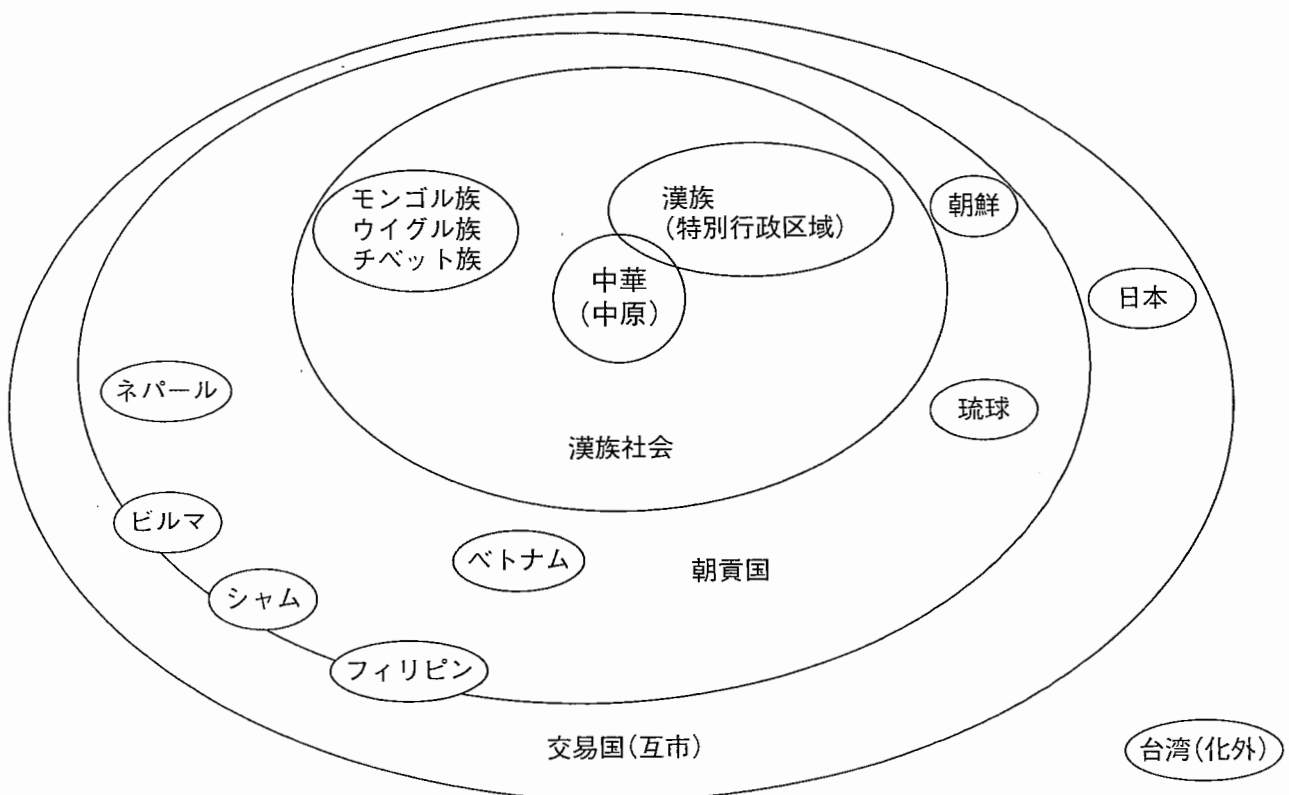 モンゴル族
ウイグル族
チベット族
漢族
(特別行政区域)
中華
(中原)
朝鮮
日本
ネパール
琉球
漢族社会
ビルマ
ベトナム
朝貢国
シャム
フィリピン
交易国(互市)
台湾(化外)